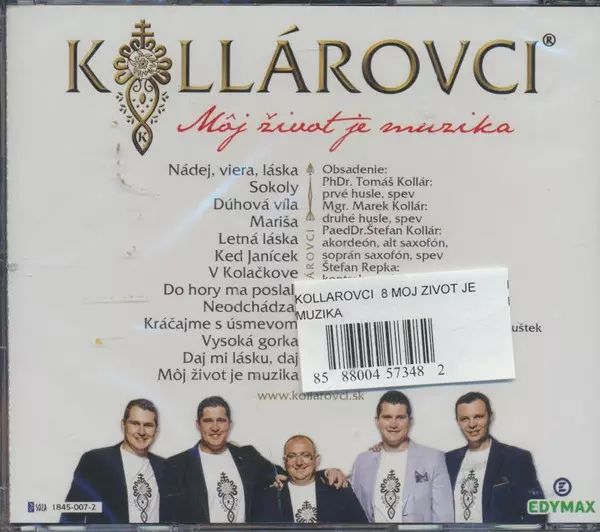 KOLLÁROVCI®
Môj život je muzika
Nádej, viera, láska
Sokoly
Dúhová víla
Mariša
Letná láska
Ked Janícek
V Kolačkove
Do hory ma poslal
Neodchádza
Kráčajme s úsmevom
Vysoká gorka
Daj mi lásku, daj
Môj život je muzika
Obsadenie:
PhDr. Tomáš Kollár:
prvé husle, spev
Mgr. Marek Kollár:
druhé husle, spev
PaedDr.Štefan Kollár:
akordeón, alt saxofón,
soprán saxofón, spev
Štefan Repka:
uštek
KOLLAROVCI 8 MOJ ZIVOT JE
MUZIKA
85 88004 57348 2
www.kollarovci.sk
K
SOZA 1845-007-2
EDYMAX